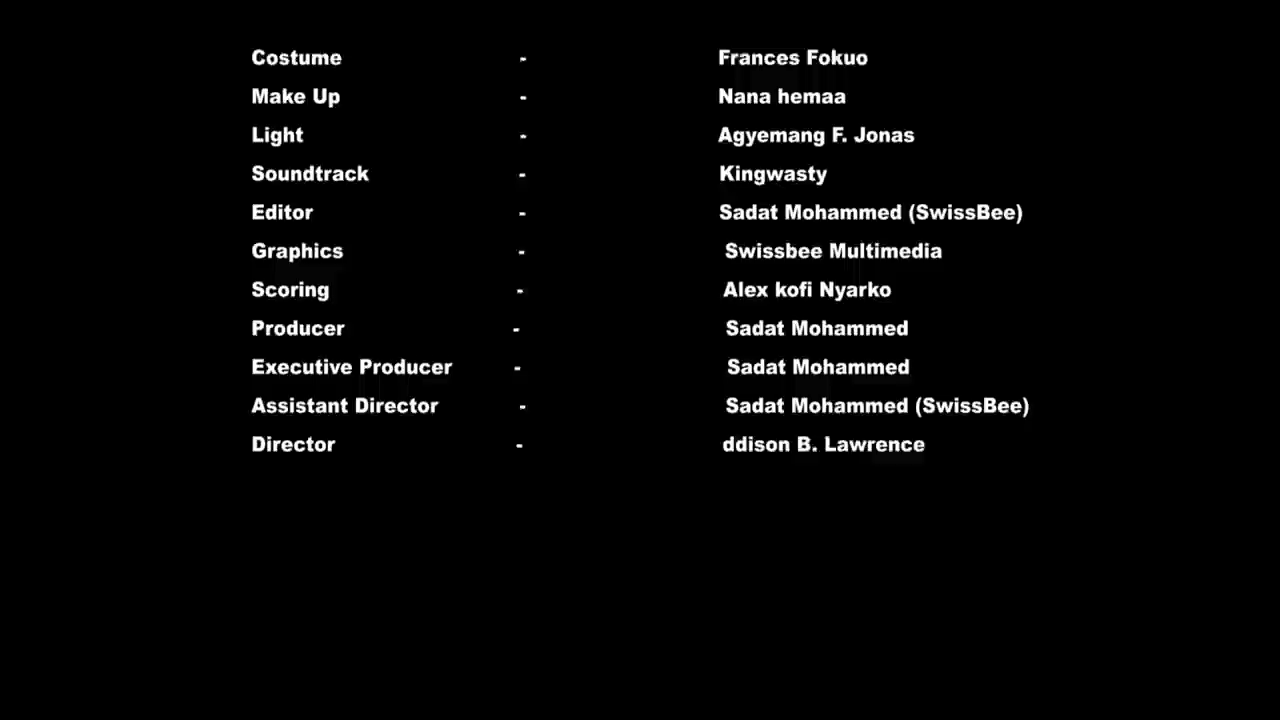 Costume - Frances Fokuo
Make Up - Nana hemaa
Light - Agyemang F. Jonas
Soundtrack - Kingwasty
Editor - Sadat Mohammed (SwissBee)
Graphics - Swissbee Multimedia
Scoring - Alex kofi Nyarko
Producer - Sadat Mohammed
Executive Producer - Sadat Mohammed
Assistant Director - Sadat Mohammed (SwissBee)
Director - ddison B. Lawrence